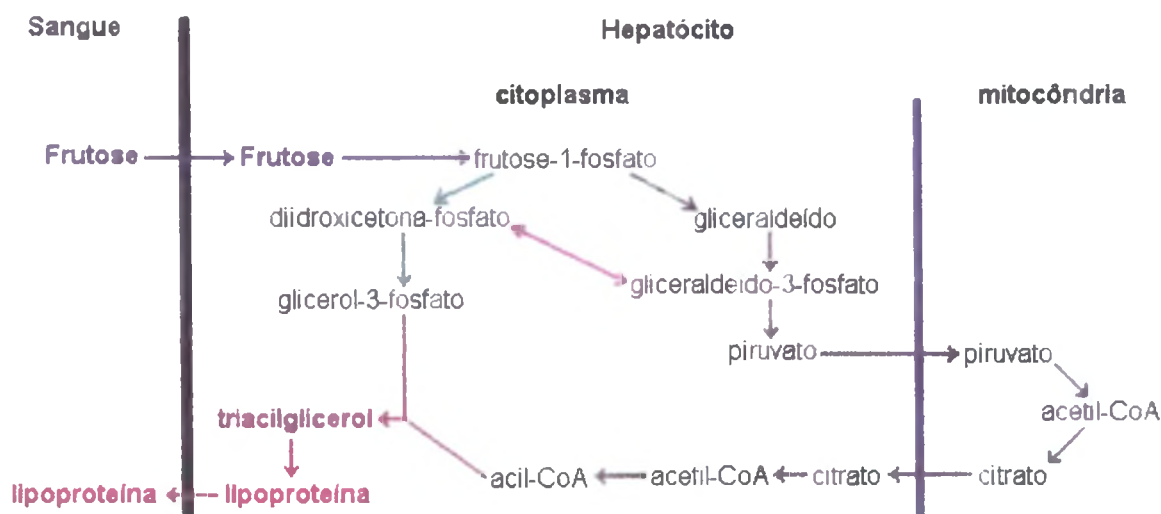 Sangue
Hepatócito
citoplasma
mitocôndria
Frutose
Frutose
frutose-1-fosfato
diidroxicetona-fosfato
gliceraldeído
glicerol-3-fosfato
gliceraldeído-3-fosfato
piruvato
piruvato
acetil-CoA
triacilglicerol
acil-CoA
acetil-CoA
citrato
citrato
lipoproteína
lipoproteína